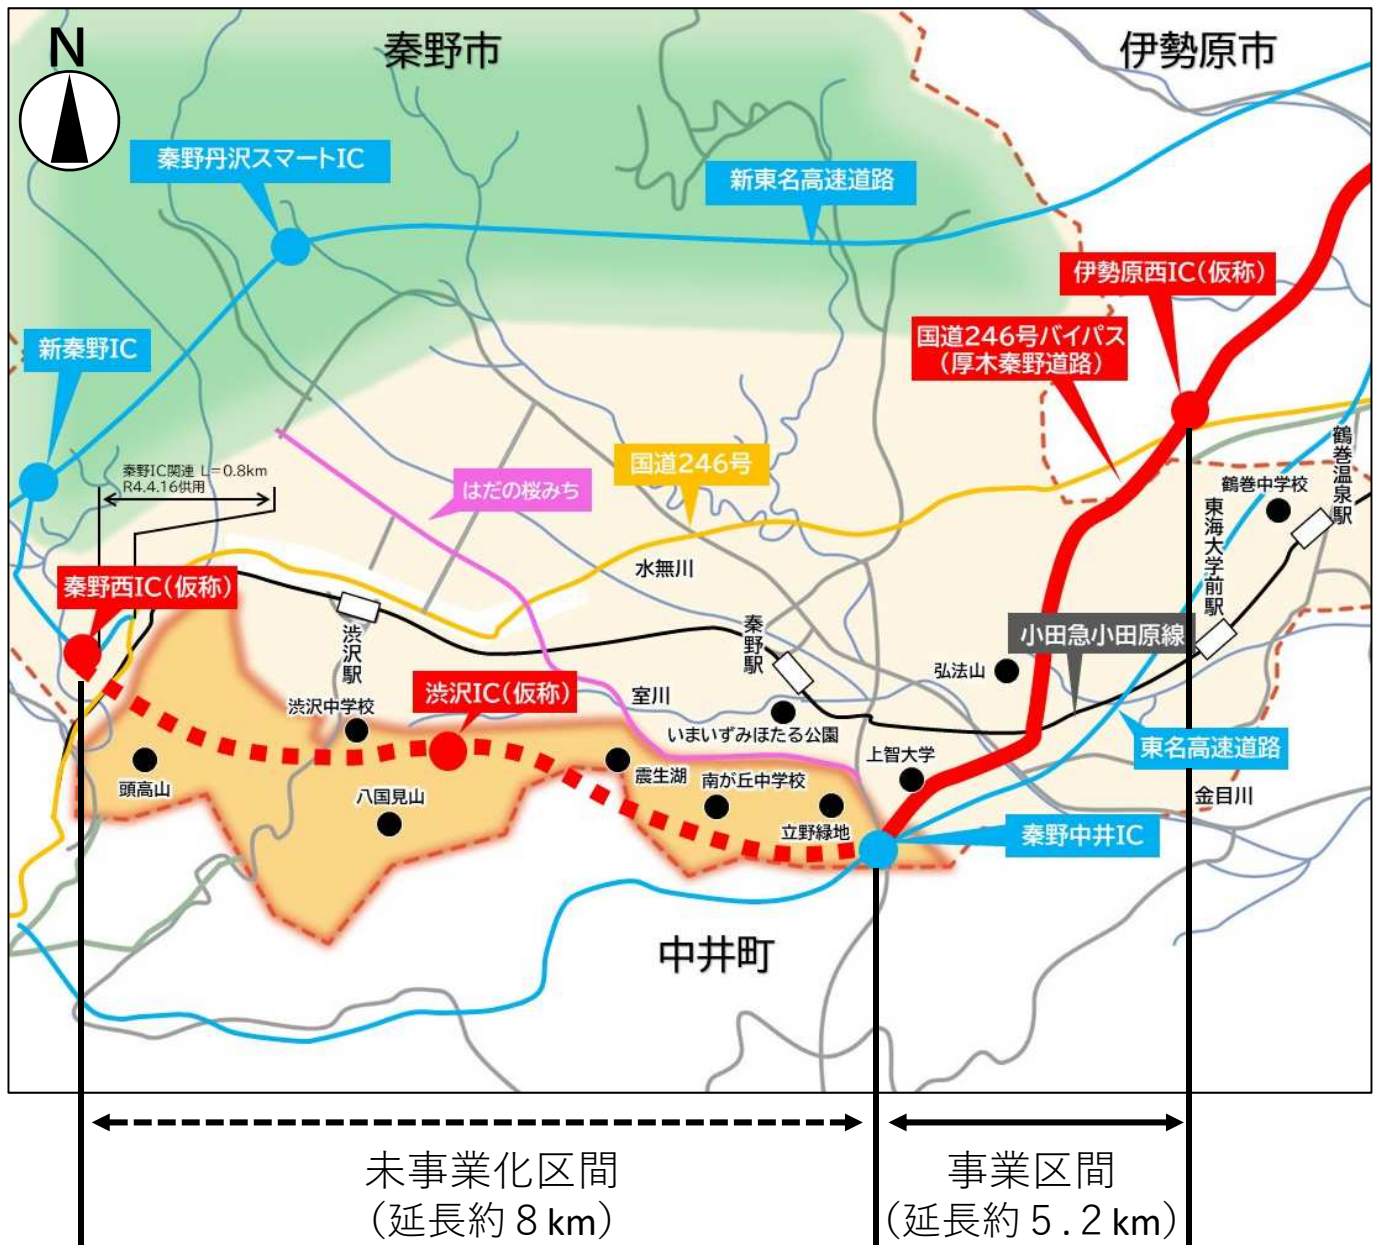 N
秦野市
伊勢原市
秦野丹沢スマートIC
新東名高速道路
伊勢原西IC(仮称)
新秦野IC
国道246号バイパス
(厚木秦野道路)
国道246号
はだの桜みち
秦野IC関連 L=0.8km
R4.4.16供用
鶴巻温泉駅
鶴巻中学校
東海大学前駅
水無川
秦野西IC(仮称)
渋沢駅
秦野駅
小田急小田原線
弘法山
渋沢IC(仮称)
室川
渋沢中学校
いまいずみほたる公園
東名高速道路
上智大学
震生湖
南が丘中学校
頭高山
八国見山
立野緑地
金目川
秦野中井IC
中井町
未事業化区間
(延長約8km)
事業区間
(延長約5.2km)